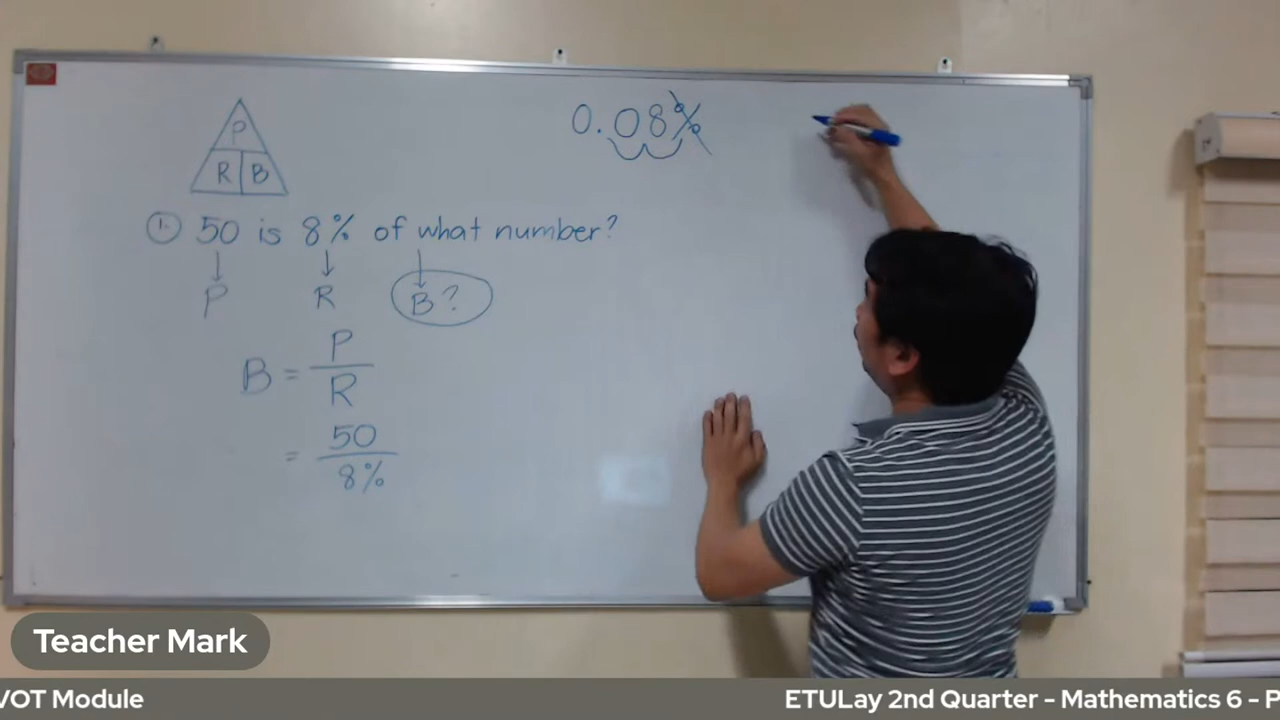 P
R B
0.08%
1. 50 is 8% of what number?
P R B?
B = P
R
= 50
8%
Teacher Mark
VOT Module
ETULay 2nd Quarter - Mathematics 6 - P